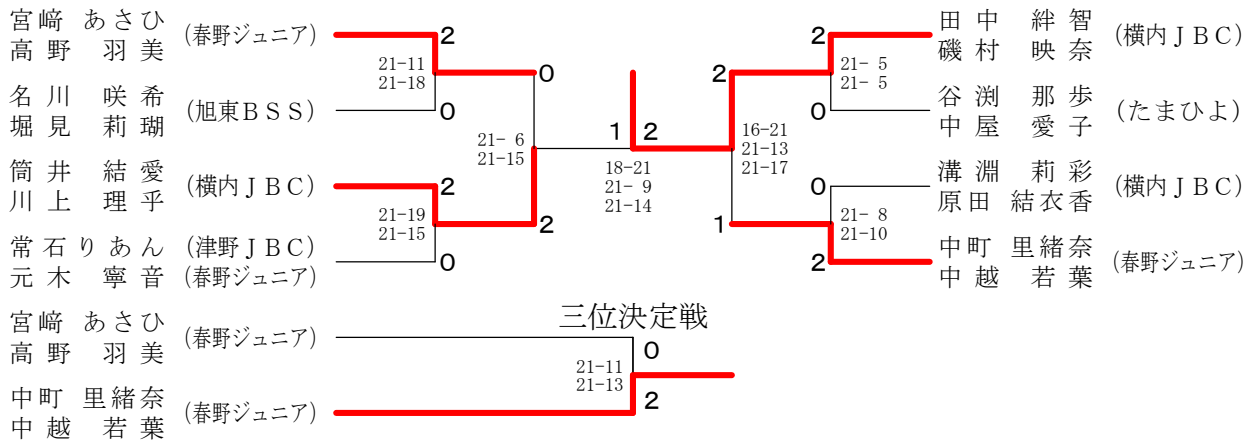 宮﨑 あさひ
高野 羽美
(春野ジュニア)
2
21-11
21-18
0
名川 咲希
堀見 莉瑚
(旭東BSS)
0
21- 6
21-15
筒井 結愛
川上 理乎
(横内JBC)
2
21-19
21-15
2
常石りあん
元木 寧音
(津野JBC)
(春野ジュニア)
0
1 2
18-21
21- 9
21-14
田中 絆智
磯村 映奈
(横内JBC)
2
21- 5
21- 5
2
谷渕 那歩
中屋 愛子
(たまひよ)
0
16-21
21-13
21-17
溝淵 莉彩
原田 結衣香
(横内JBC)
0
21- 8
21-10
1
中町 里緒奈
中越 若葉
(春野ジュニア)
2
三位決定戦
宮﨑 あさひ
高野 羽美
(春野ジュニア)
0
21-11
21-13
中町 里緒奈
中越 若葉
(春野ジュニア)
2